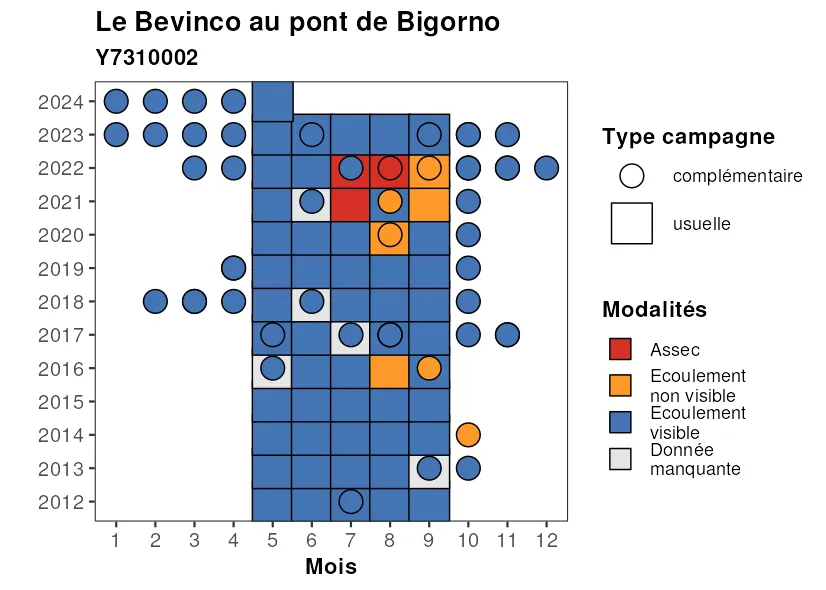 Le Bevinco au pont de Bigorno
Y7310002
2024
2023
2022
2021
2020
2019
2018
2017
2016
2015
2014
2013
2012
1 2 3 4 5 6 7 8 9 10 11 12
Mois
Type campagne
complémentaire
usuelle
Modalités
Assec
Ecoulement
non visible
Ecoulement
visible
Donnée
manquante